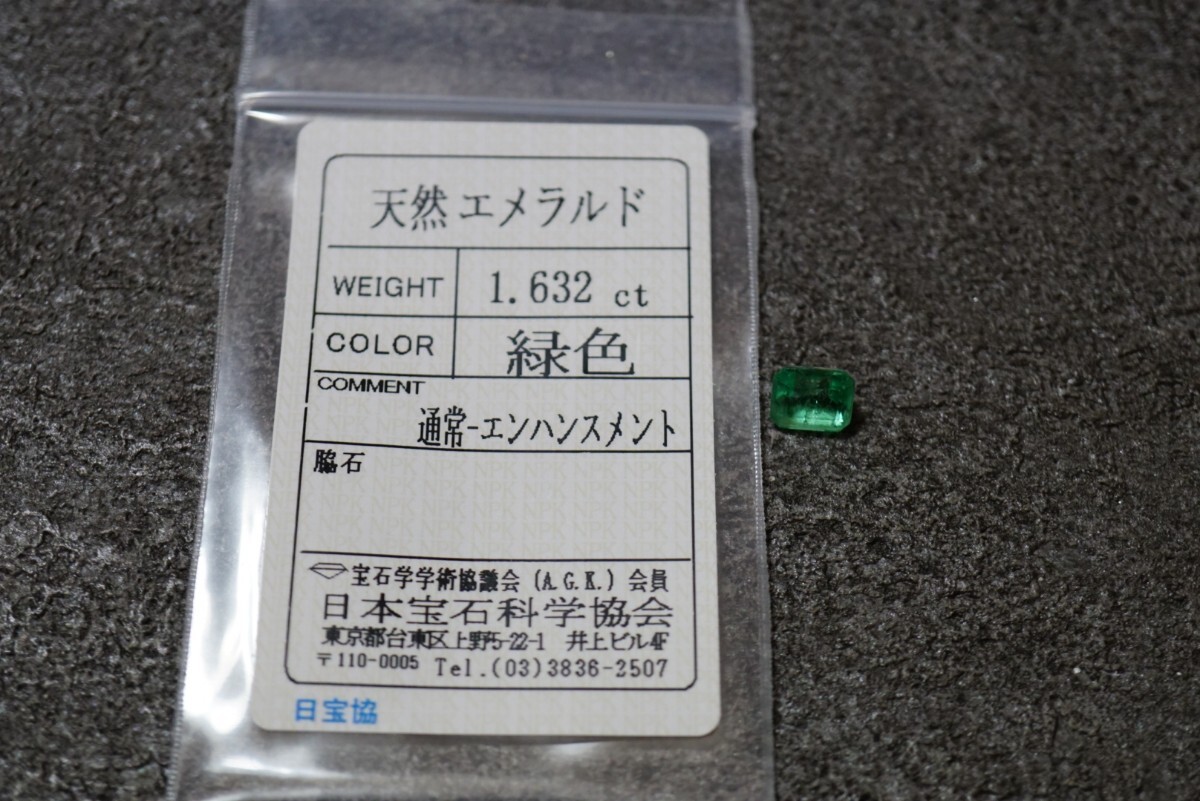 天然エメラルド
WEIGHT 1.632 ct
COLOR 緑色
COMMENT
通常-エンハンスメント
脇石
宝石学学術協議会 (A.G.K.) 会員
日本宝石科学協会
東京都台東区上野5-22-1 井上ビル4F
〒110-0005 Tel.(03)3836-2507
日宝協